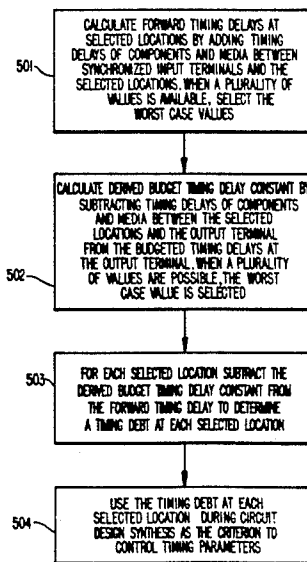 501
CALCULATE FORWARD TIMING DELAYS AT
SELECTED LOCATIONS BY ADDING TIMING
DELAYS OF COMPONENTS AND MEDIA BETWEEN
SYNCHRONIZED INPUT TERMINALS AND THE
SELECTED LOCATIONS. WHEN A PLURALITY
OF VALUES IS AVAILABLE, SELECT THE
WORST CASE VALUES
502
CALCULATE DERIVED BUDGET TIMING DELAY CONSTANT BY
SUBTRACTING TIMING DELAYS OF COMPONENTS
AND MEDIA BETWEEN THE SELECTED
LOCATIONS AND THE OUTPUT TERMINAL
FROM THE BUDGETED TIMING DELAYS AT
THE OUTPUT TERMINAL. WHEN A PLURALITY
OF VALUES ARE POSSIBLE, THE WORST
CASE VALUE IS SELECTED
503
FOR EACH SELECTED LOCATION SUBTRACT THE
DERIVED BUDGET TIMING DELAY CONSTANT FROM
THE FORWARD TIMING DELAY TO DETERMINE
A TIMING DEBT AT EACH SELECTED LOCATION
504
USE THE TIMING DEBT AT EACH
SELECTED LOCATION DURING CIRCUIT
DESIGN SYNTHESIS AS THE CRITERION TO
CONTROL TIMING PARAMETERS